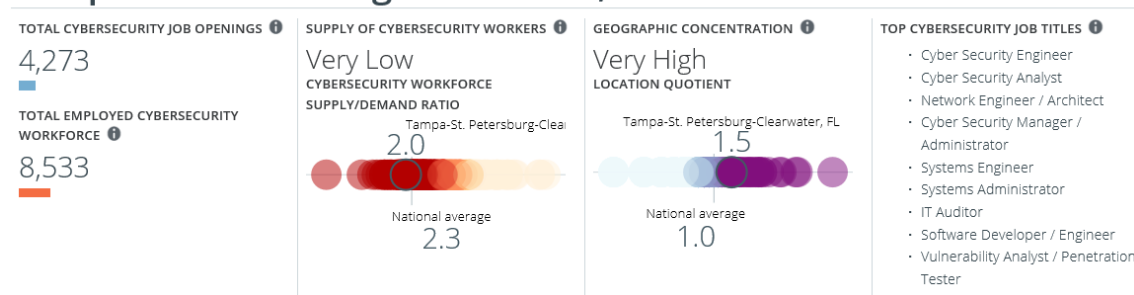 TOTAL CYBERSECURITY JOB OPENINGS
4,273
TOTAL EMPLOYED CYBERSECURITY
WORKFORCE
8,533
SUPPLY OF CYBERSECURITY WORKERS
Very Low
CYBERSECURITY WORKFORCE
SUPPLY/DEMAND RATIO
Tampa-St. Petersburg-Clea
2.0
National average
2.3
GEOGRAPHIC CONCENTRATION
Very High
LOCATION QUOTIENT
Tampa-St. Petersburg-Clearwater, FL
1.5
National average
1.0
TOP CYBERSECURITY JOB TITLES
· Cyber Security Engineer
· Cyber Security Analyst
· Network Engineer / Architect
· Cyber Security Manager /
Administrator
· Systems Engineer
· Systems Administrator
· IT Auditor
· Software Developer / Engineer
· Vulnerability Analyst / Penetration
Tester